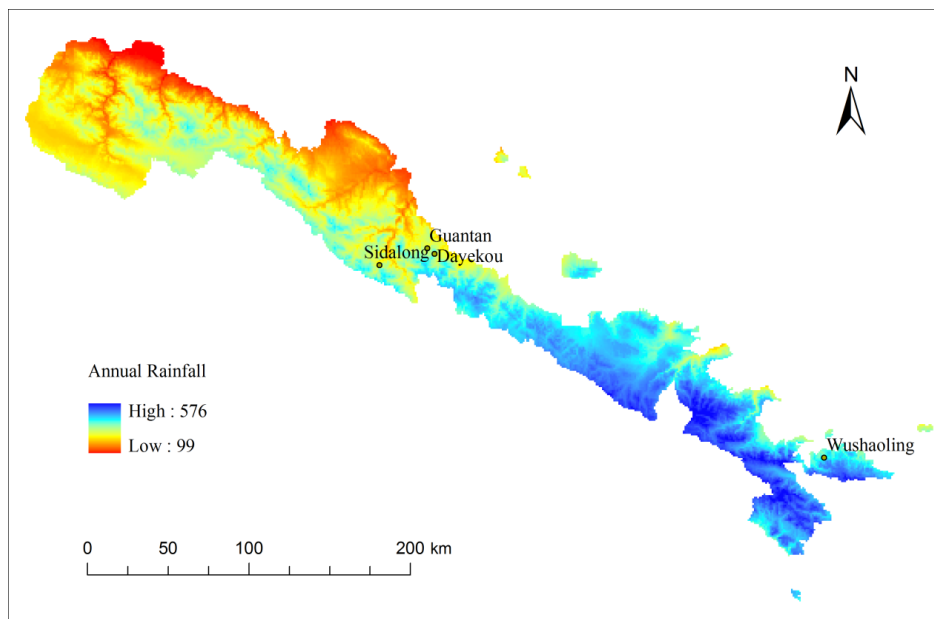 N
Guantan
Sidalong
Dayekou
Annual Rainfall
High : 576
Low : 99
Wushaoling
0 50 100 200 km